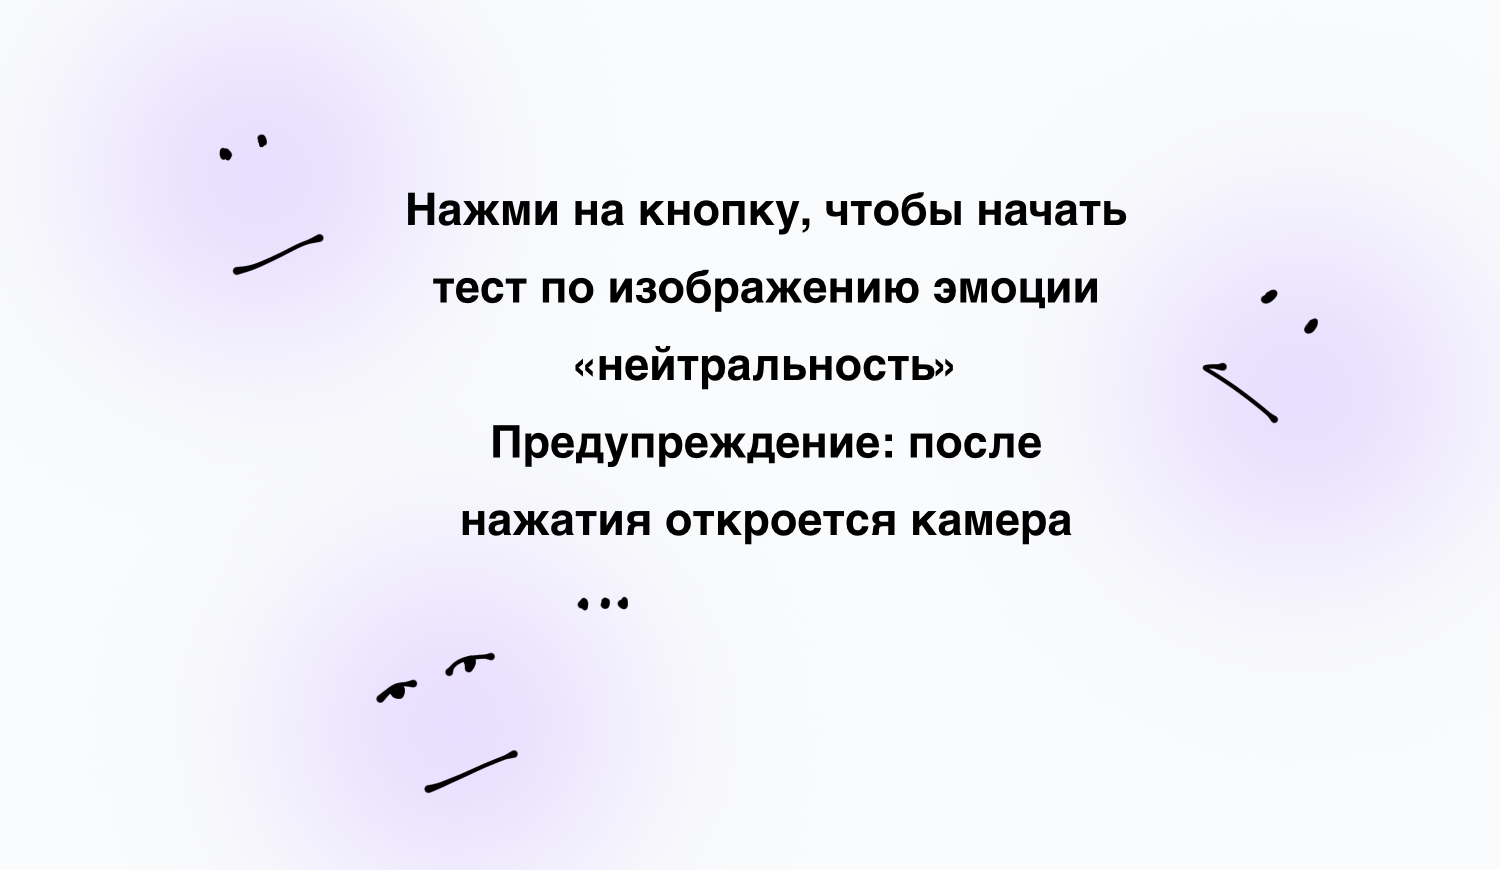 Нажми на кнопку, чтобы начать
тест по изображению эмоции
«нейтральность»
Предупреждение: после
нажатия откроется камера
...